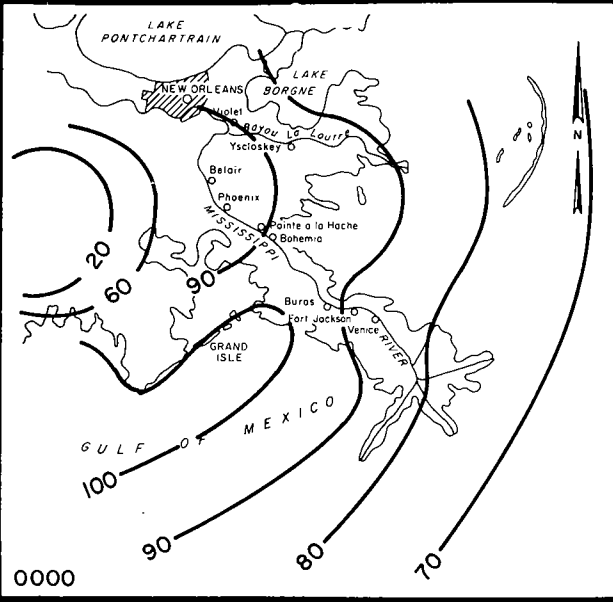 LAKE
PONTCHARTRAIN
LAKE
BORGNE
NEW ORLEANS
Violet
Bayou La Loutre
Yscloskey
N
Belair
Phoenix
MISSISSIPPI
Pointe a la Hache
Bohemia
20
60
90
Buras
Fort Jackson
Venice
RIVER
GRAND
ISLE
GULF OF MEXICO
100
90
80
70
0000